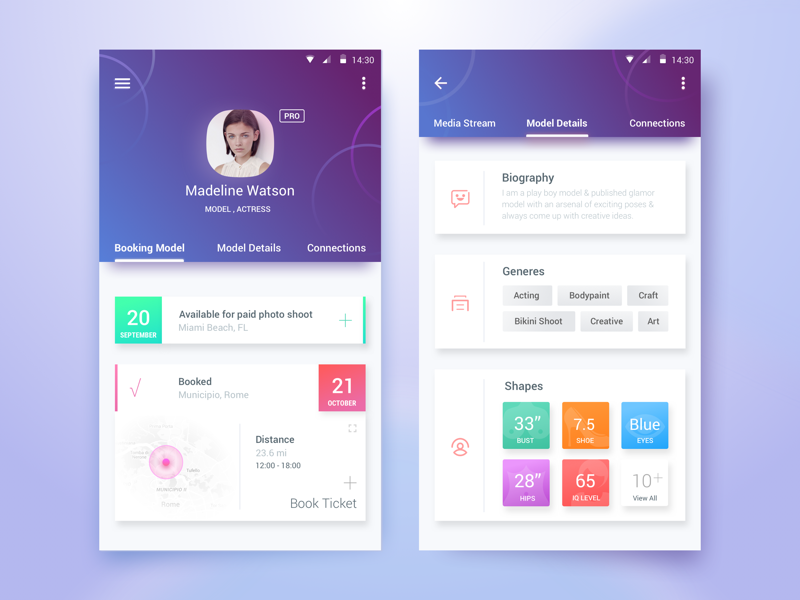 14:30
PRO
Madeline Watson
MODEL , ACTRESS
Booking Model
Model Details
Connections
20
SEPTEMBER
Available for paid photo shoot
Miami Beach, FL
Booked
Municipio, Rome
21
OCTOBER
MUNICIPIO X
Rome
Distance
23.6 mi
12:00 - 18:00
Book Ticket
14:30
Media Stream
Model Details
Connections
Biography
I am a play boy model & published glamor
model with an arsenal of exciting poses &
always come up with creative ideas.
Generes
Acting
Bodypaint
Craft
Bikini Shoot
Creative
Art
Shapes
33”
BUST
7.5
SHOE
Blue
EYES
28”
HIPS
65
IQ LEVEL
10+
View All